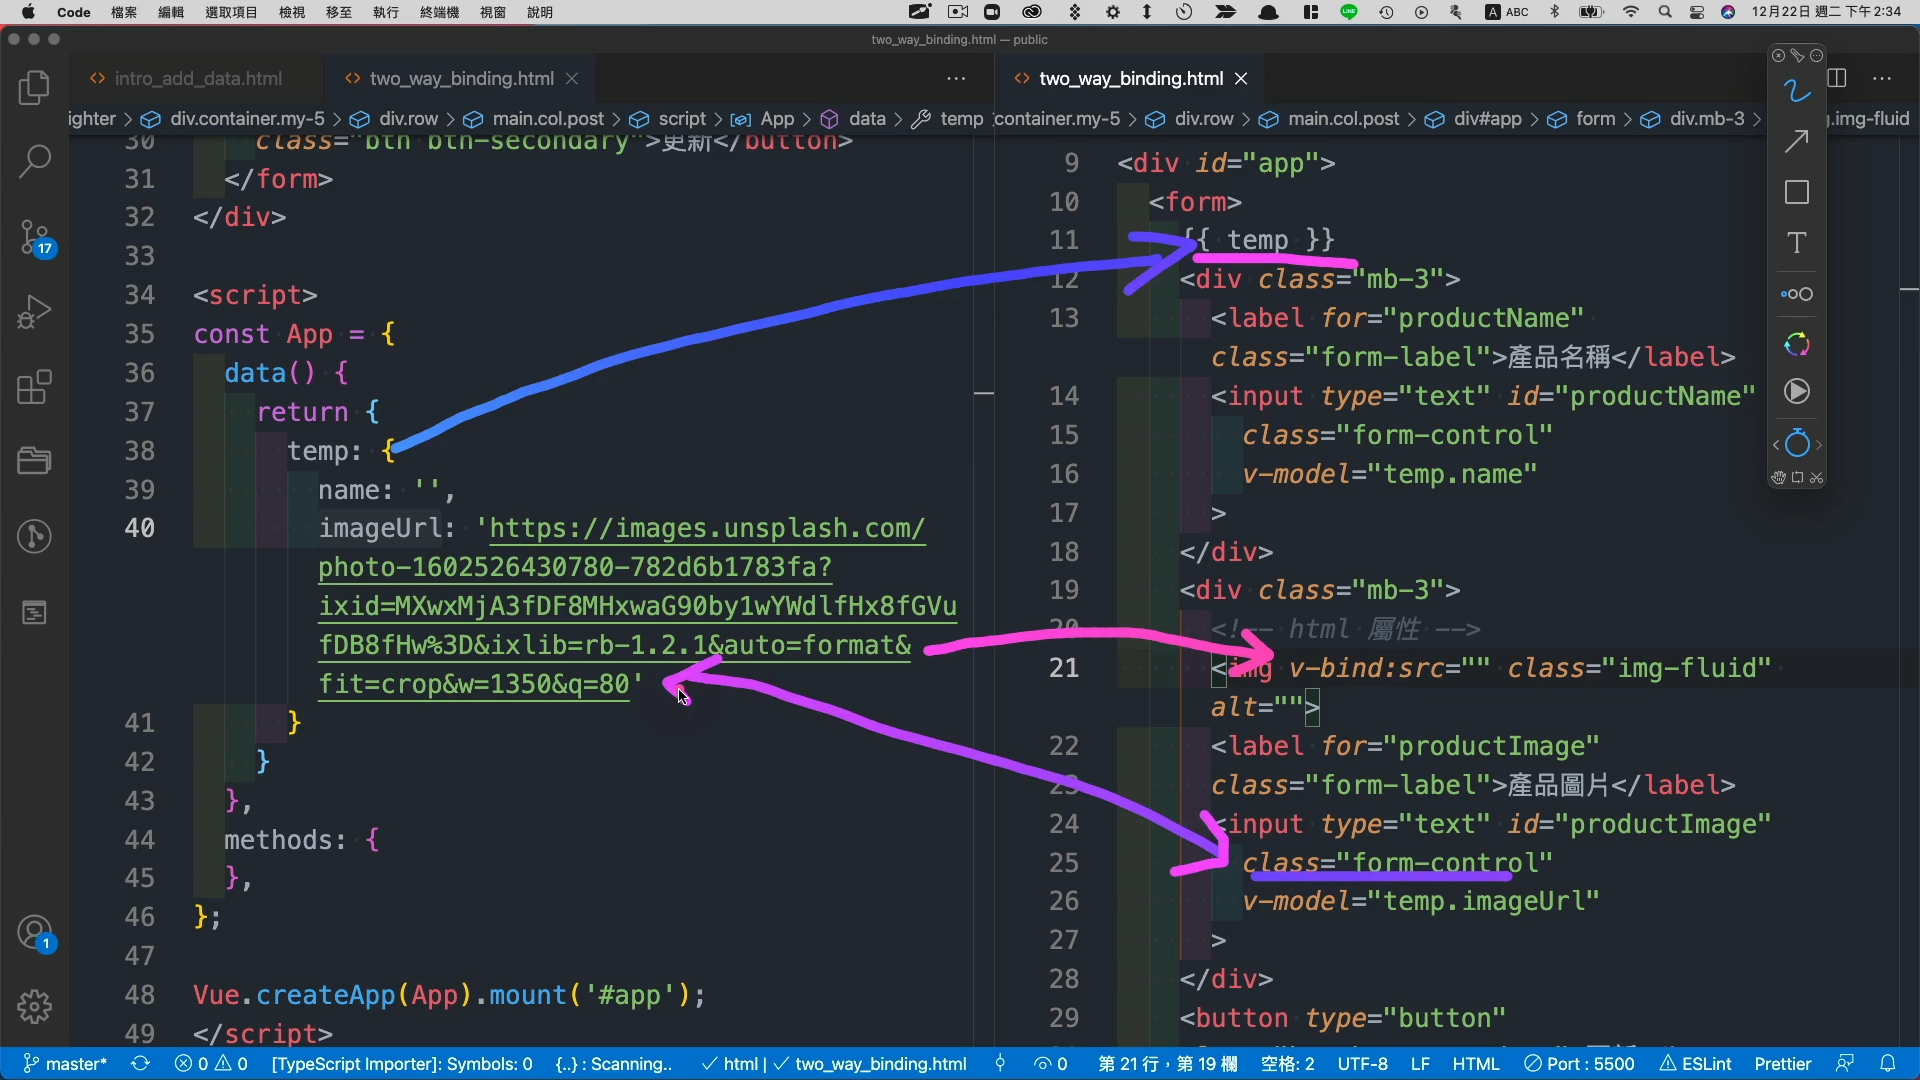 Code 檔案 編輯 選取項目 檢視 移至 執行 終端機 視窗 說明
LINE A ABC 12月22日 週二 下午2:34
two_way_binding.html — public
intro_add_data.html two_way_binding.html
two_way_binding.html
ighter > div.container.my-5 > div.row > main.col.post > script > App > data > temp
container.my-5 > div.row > main.col.post > div#app > form > div.mb-3 > .img-fluid
30 class="btn btn-secondary">更新</button>
31 </form>
32 </div>
33
34 <script>
35 const App = {
36 data() {
37 return {
38 temp: {
39 name: '',
40 imageUrl: 'https://images.unsplash.com/
photo-1602526430780-782d6b1783fa?
ixid=MXwxMjA3fDF8MHxwaG90by1wYWdlfHx8fGVu
fDB8fHw%3D&ixlib=rb-1.2.1&auto=format&
fit=crop&w=1350&q=80'
41 }
42 }
43 },
44 methods: {
45 },
46 };
47
48 Vue.createApp(App).mount('#app');
49 </script>
9 <div id="app">
10 <form>
11 {{ temp }}
12 <div class="mb-3">
13 <label for="productName"
class="form-label">產品名稱</label>
14 <input type="text" id="productName"
15 class="form-control"
16 v-model="temp.name"
17 >
18 </div>
19 <div class="mb-3">
20 <!-- html 屬性 -->
21 <img v-bind:src="" class="img-fluid"
alt="">
22 <label for="productImage"
23 class="form-label">產品圖片</label>
24 <input type="text" id="productImage"
25 class="form-control"
26 v-model="temp.imageUrl"
27 >
28 </div>
29 <button type="button"
T
17
1
master* 0 0 [TypeScript Importer]: Symbols: 0 {..} : Scanning.. html | two_way_binding.html 0 第 21 行，第 19 欄 空格: 2 UTF-8 LF HTML Port : 5500 ESLint Prettier